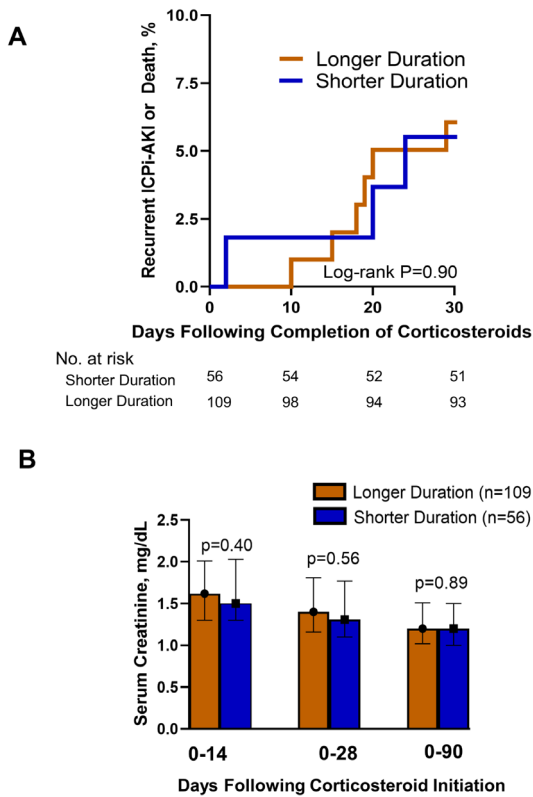 A
10.0
7.5
5.0
2.5
0.0
Recurrent ICPi-AKI or Death, %
Longer Duration
Shorter Duration
Log-rank P=0.90
0 10 20 30
Days Following Completion of Corticosteroids
No. at risk
Shorter Duration 56 54 52 51
Longer Duration 109 98 94 93
B
Longer Duration (n=109
Shorter Duration (n=56)
2.5
2.0
1.5
1.0
0.5
0.0
Serum Creatinine, mg/dL
p=0.40 p=0.56 p=0.89
0-14 0-28 0-90
Days Following Corticosteroid Initiation